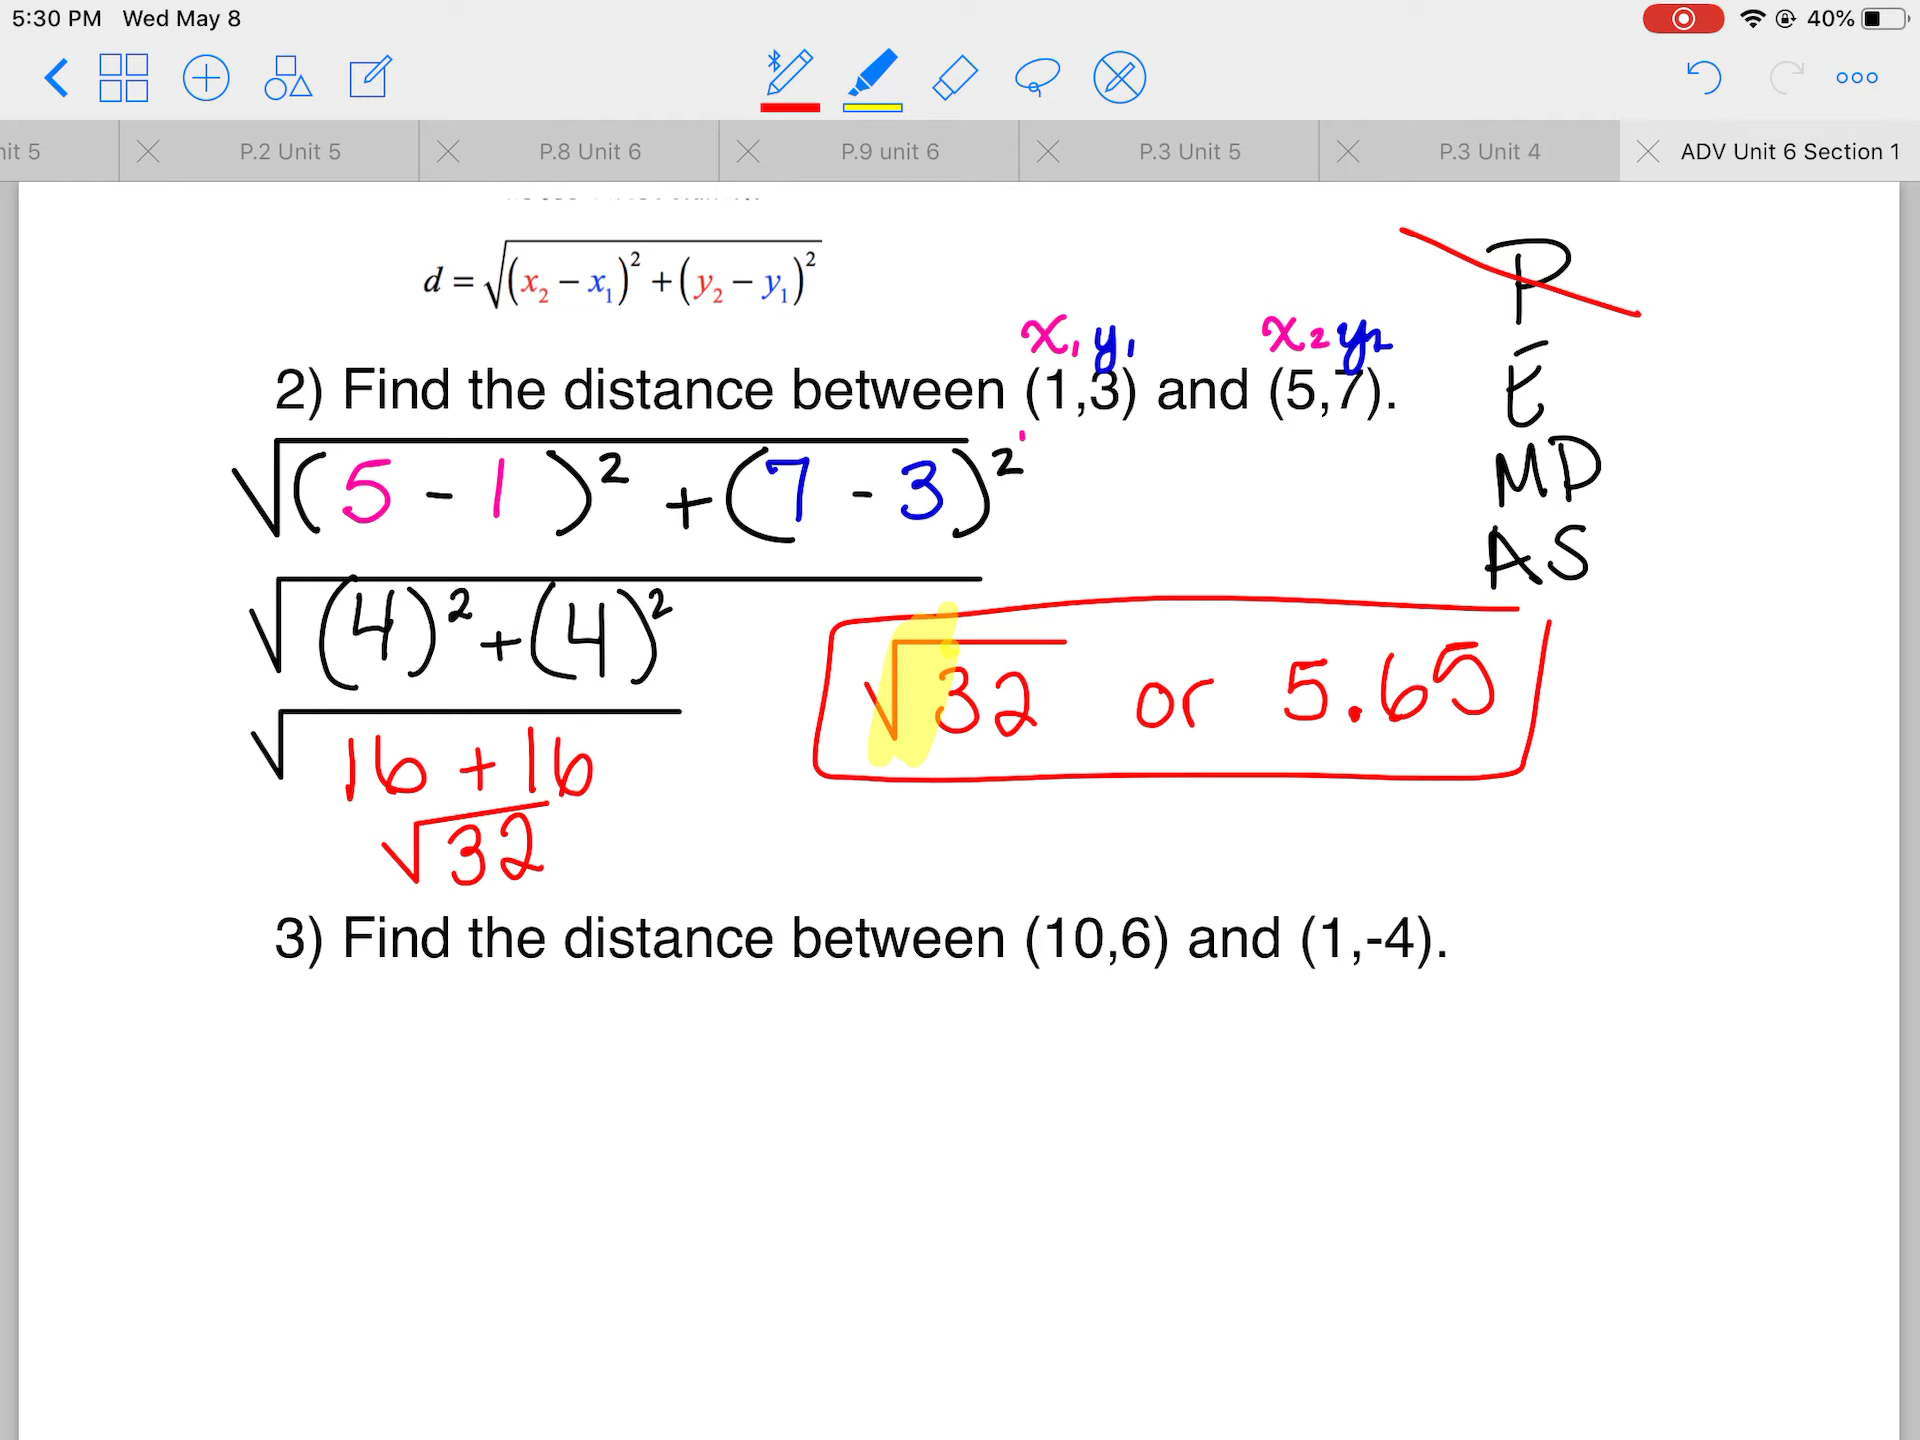 5:30 PM Wed May 8
40%
nit 5
P.2 Unit 5
P.8 Unit 6
P.9 unit 6
P.3 Unit 5
P.3 Unit 4
ADV Unit 6 Section 1
d = √(x₂ − x₁)² + (y₂ − y₁)²
P
E
MD
AS
x₁ y₁ x₂ y₂
2) Find the distance between (1,3) and (5,7).
√(5 - 1)² + (7 - 3)²
√(4)² + (4)²
√16 + 16
√32
√32 or 5.65
3) Find the distance between (10,6) and (1,-4).